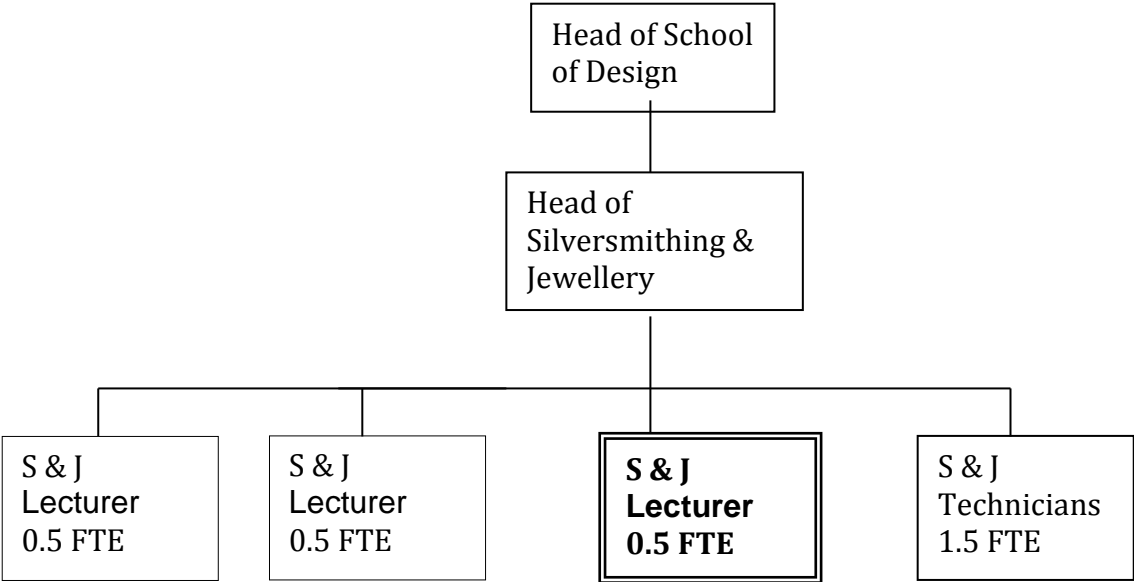 Head of School
of Design
Head of
Silversmithing &
Jewellery
S & J
Lecturer
0.5 FTE
S & J
Lecturer
0.5 FTE
S & J
Lecturer
0.5 FTE
S & J
Technicians
1.5 FTE